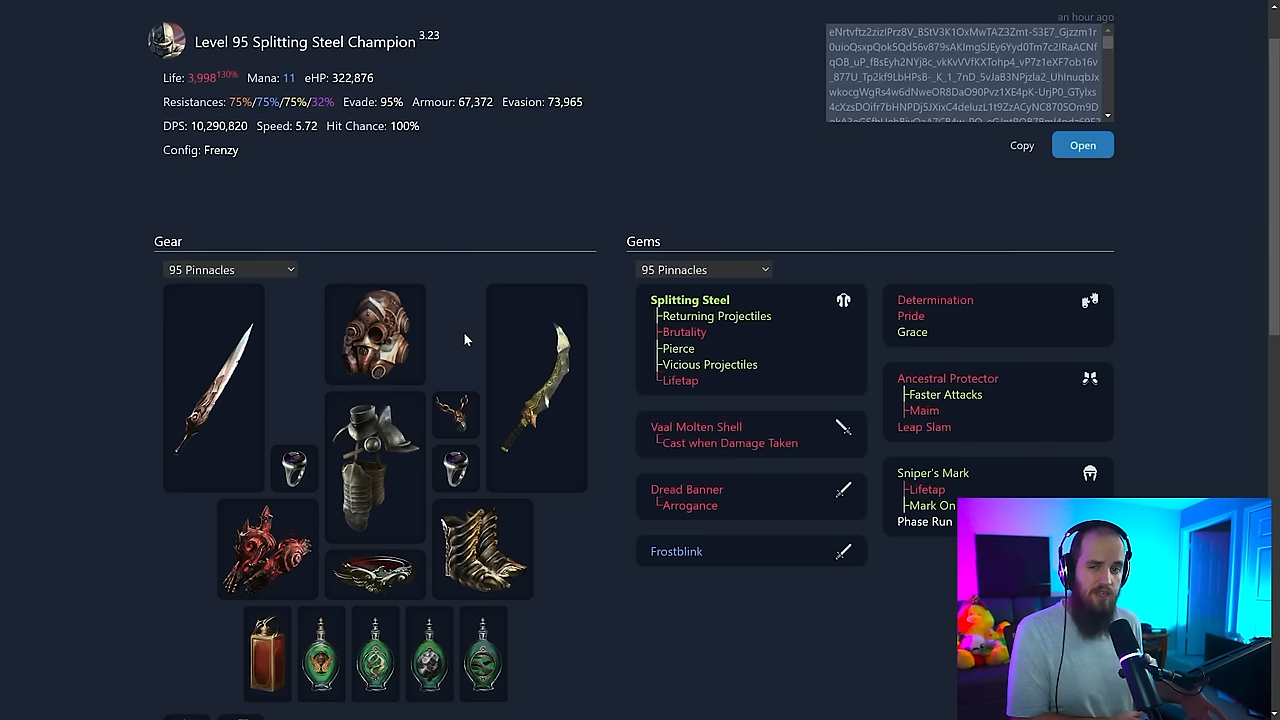 an hour ago
Level 95 Splitting Steel Champion 3.23
Life: 3,998 130% Mana: 11 eHP: 322,876
Resistances: 75%/75%/75%/32% Evade: 95% Armour: 67,372 Evasion: 73,965
DPS: 10,290,820 Speed: 5.72 Hit Chance: 100%
Config: Frenzy
Copy
Open
Gear
95 Pinnacles
Gems
95 Pinnacles
Splitting Steel
Returning Projectiles
Brutality
Pierce
Vicious Projectiles
Lifetap
Vaal Molten Shell
Cast when Damage Taken
Dread Banner
Arrogance
Frostblink
Determination
Pride
Grace
Ancestral Protector
Faster Attacks
Maim
Leap Slam
Sniper's Mark
Lifetap
Mark On
Phase Run